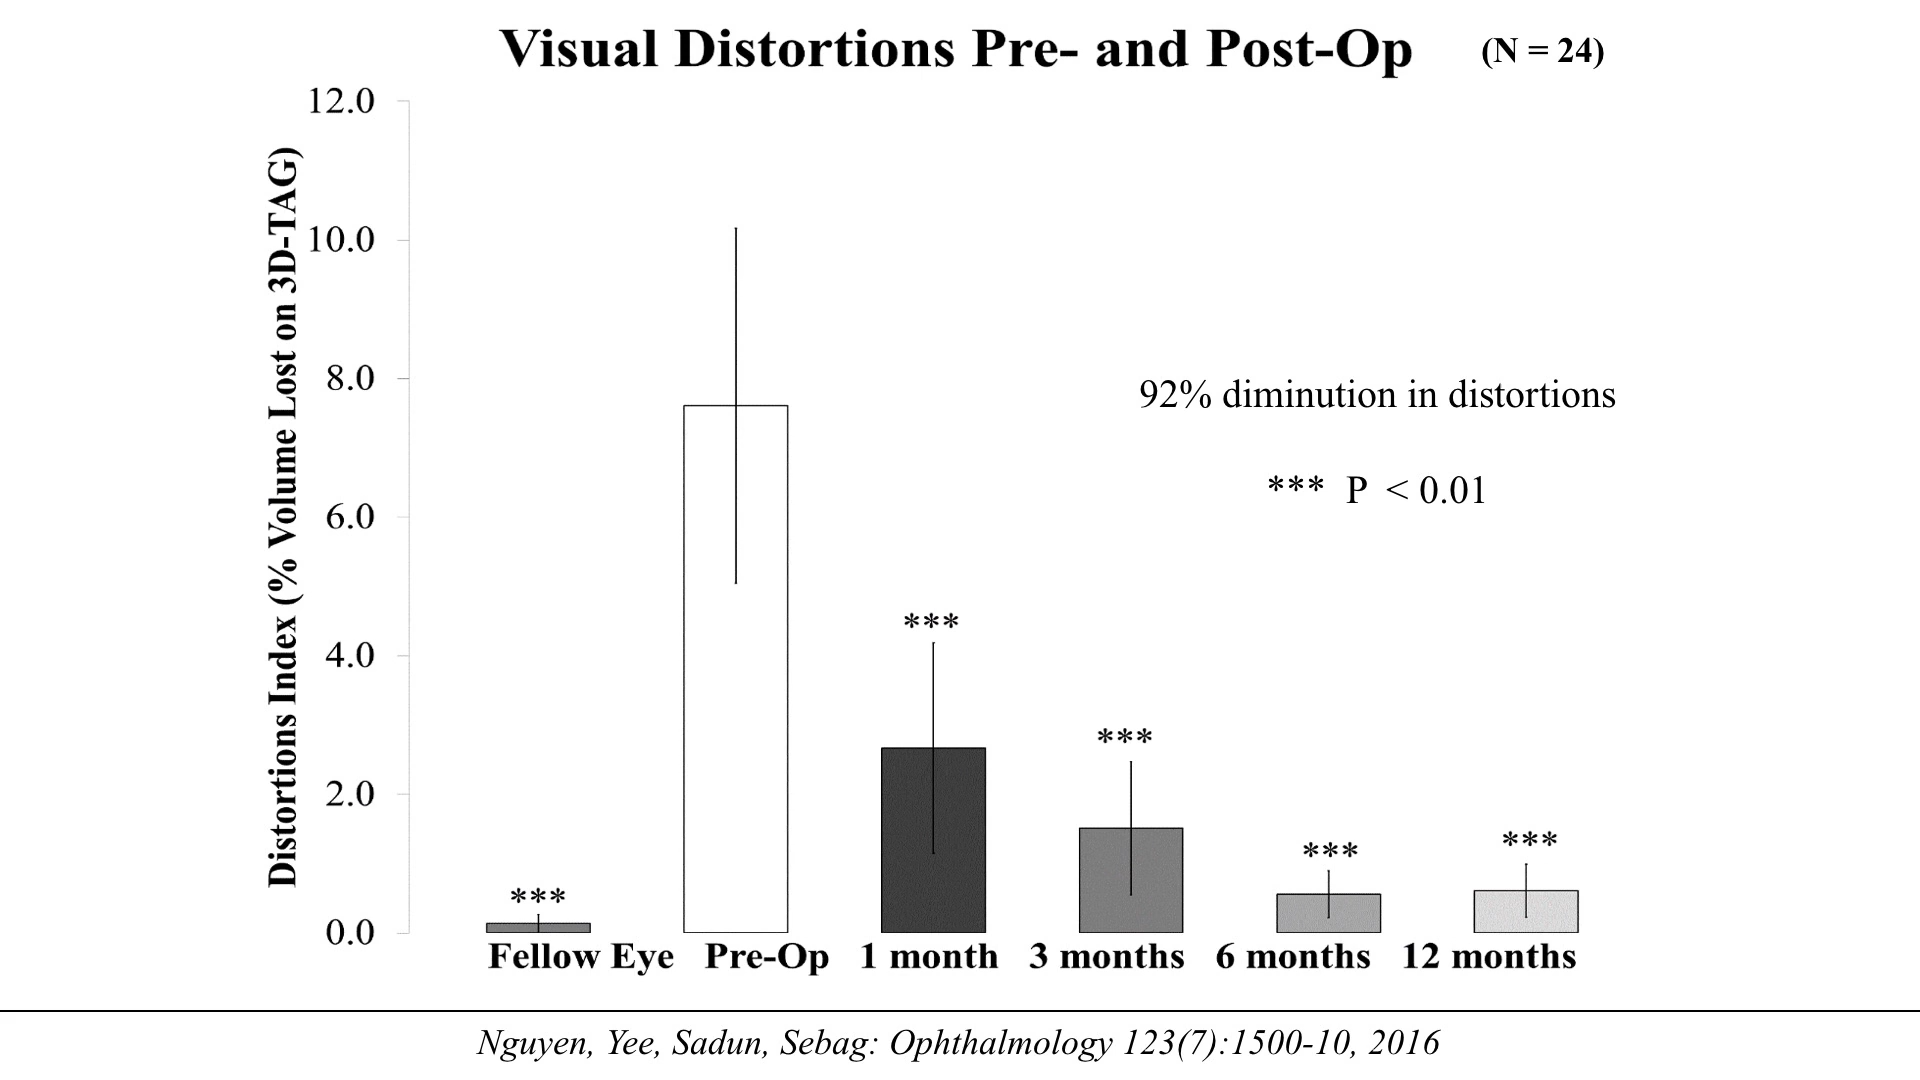 Visual Distortions Pre- and Post-Op (N = 24)
Distortions Index (% Volume Lost on 3D-TAG)
12.0
10.0
8.0
6.0
4.0
2.0
0.0
92% diminution in distortions
*** P < 0.01
***
***
***
***
***
Fellow Eye Pre-Op 1 month 3 months 6 months 12 months
Nguyen, Yee, Sadun, Sebag: Ophthalmology 123(7):1500-10, 2016